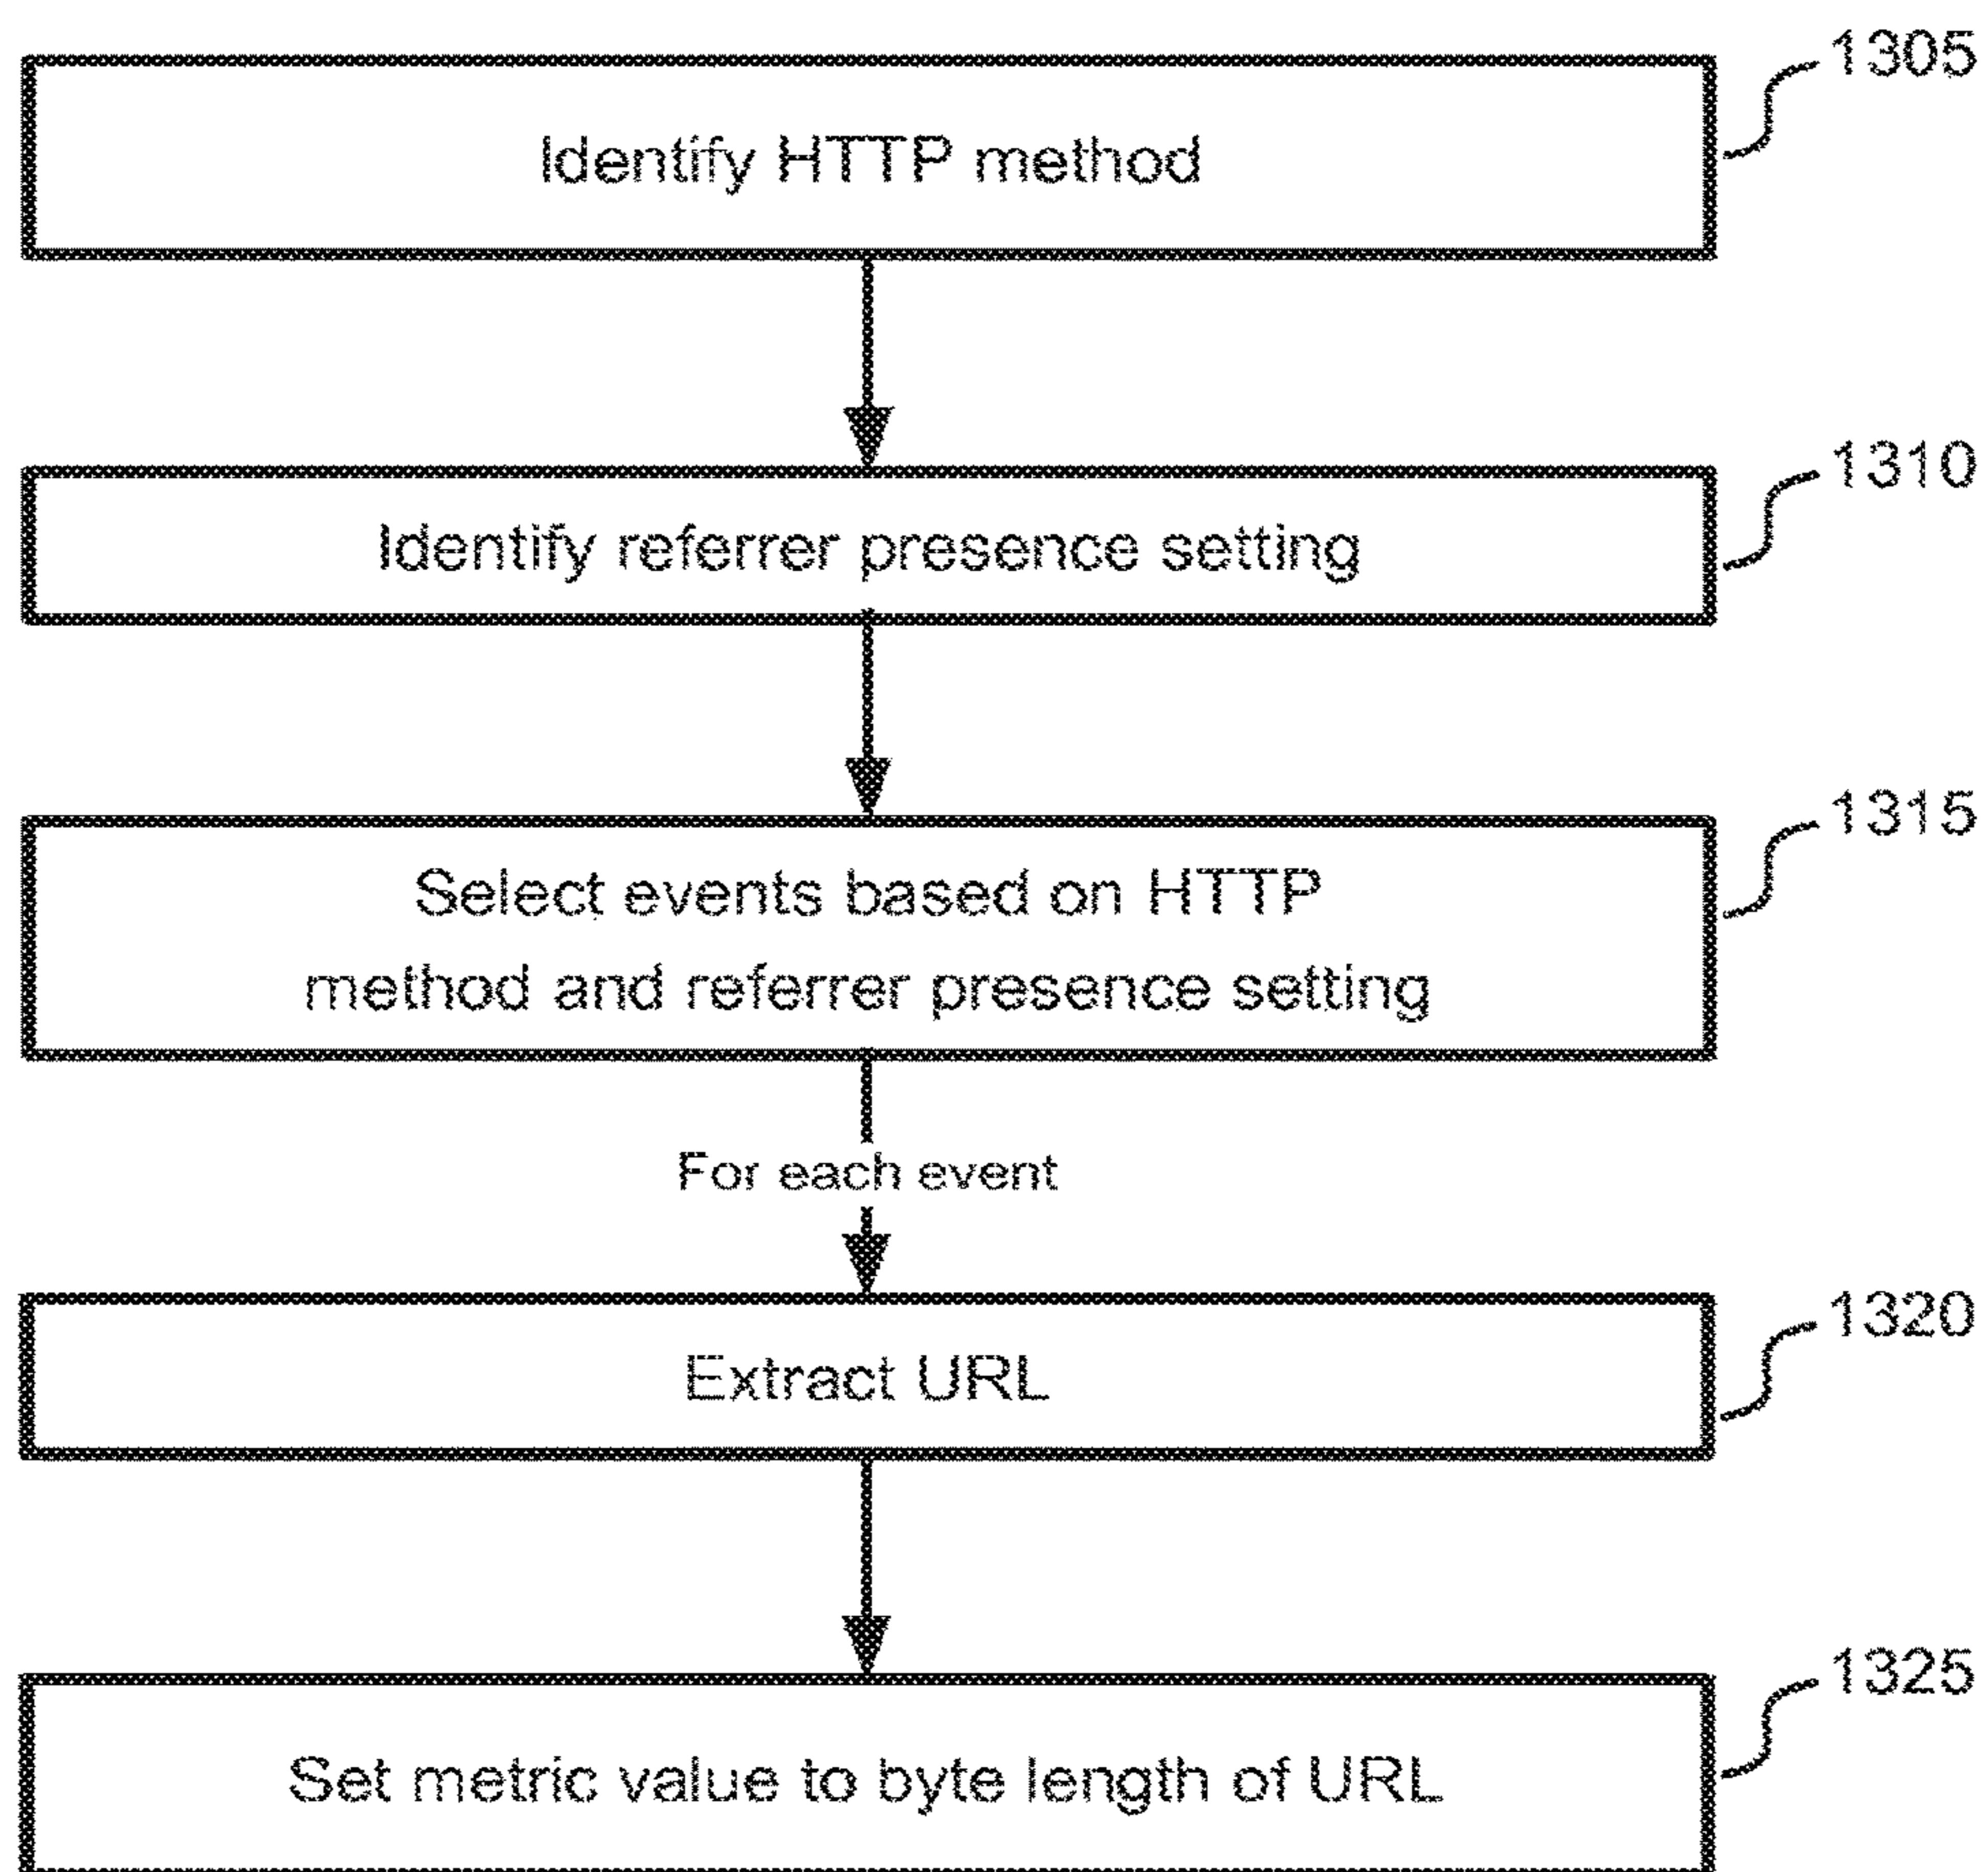 1305
Identify HTTP method
1310
Identify referrer presence setting
1315
Select events based on HTTP
method and referrer presence setting
For each event
1320
Extract URL
1325
Set metric value to byte length of URL